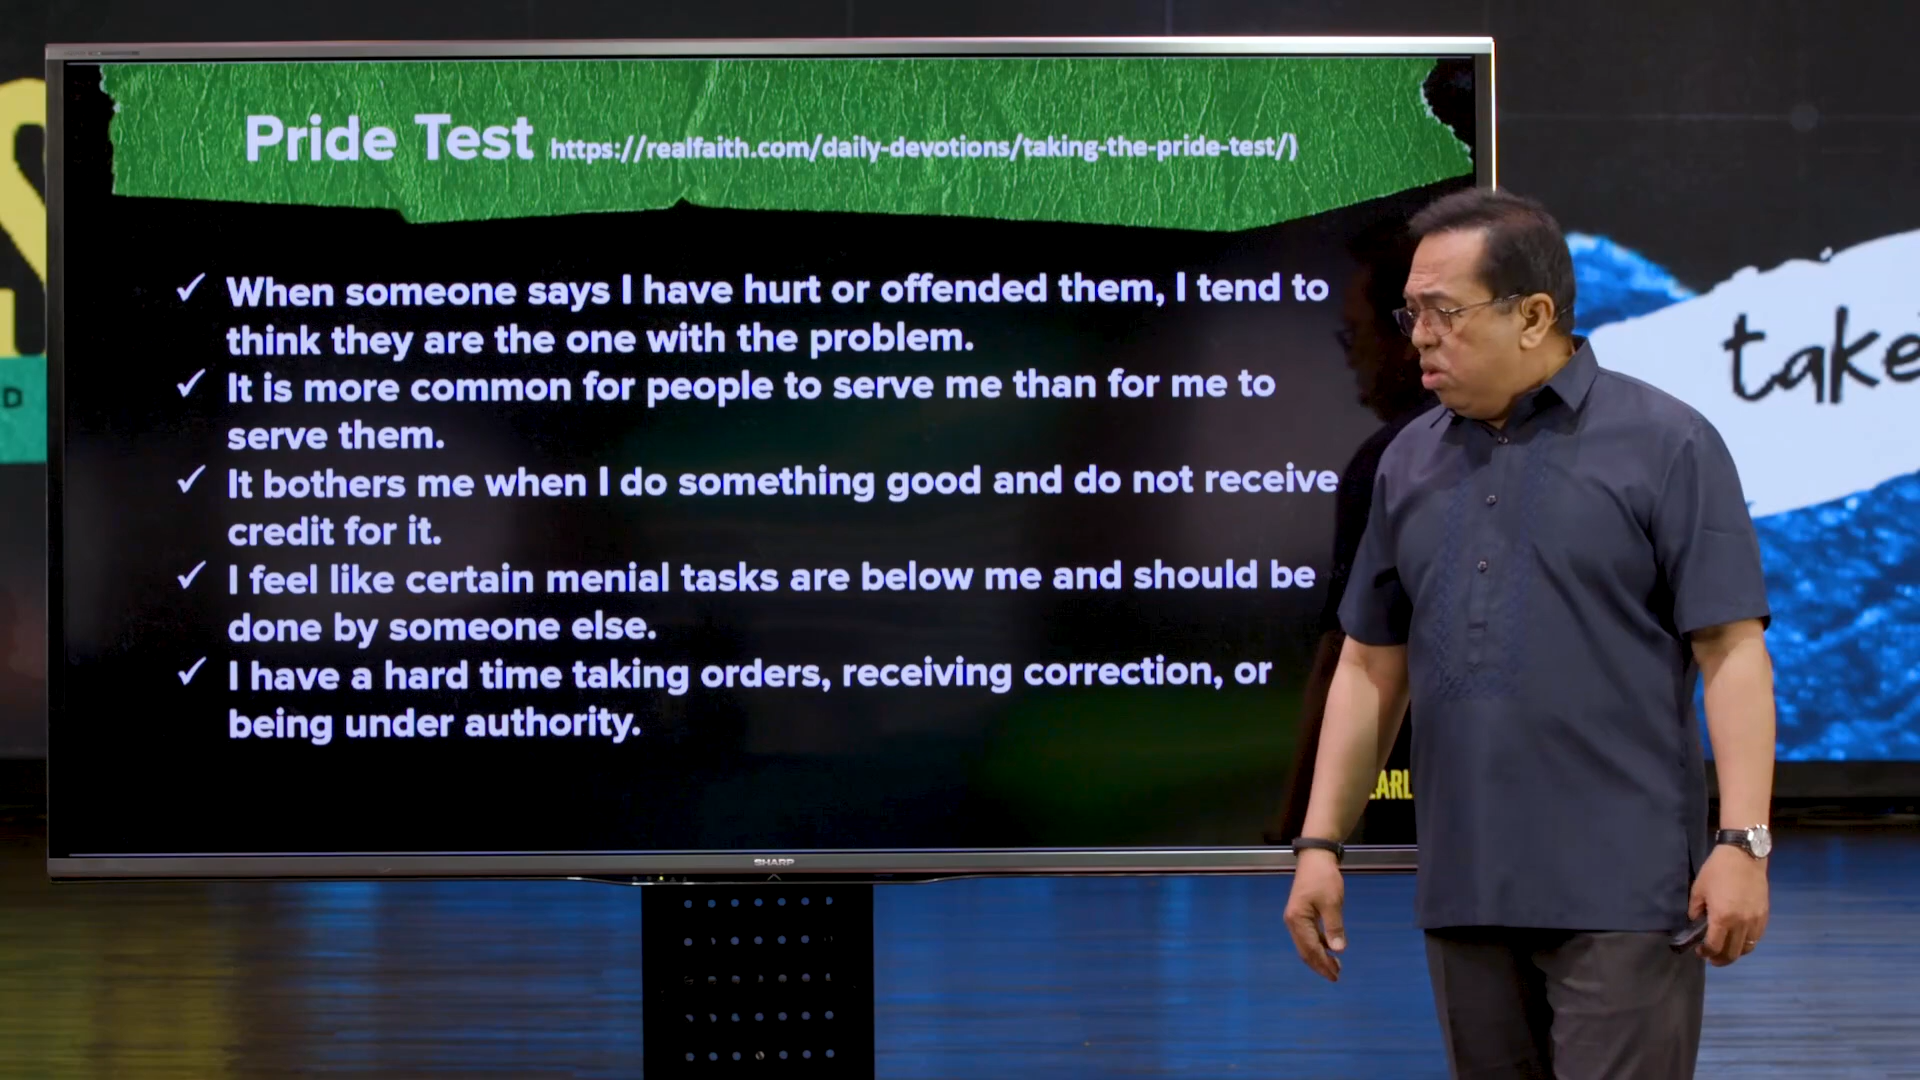 Pride Test https://realfaith.com/daily-devotions/taking-the-pride-test/)
✓ When someone says I have hurt or offended them, I tend to
think they are the one with the problem.
✓ It is more common for people to serve me than for me to
serve them.
✓ It bothers me when I do something good and do not receive
credit for it.
✓ I feel like certain menial tasks are below me and should be
done by someone else.
✓ I have a hard time taking orders, receiving correction, or
being under authority.
SHARP
take
S
D